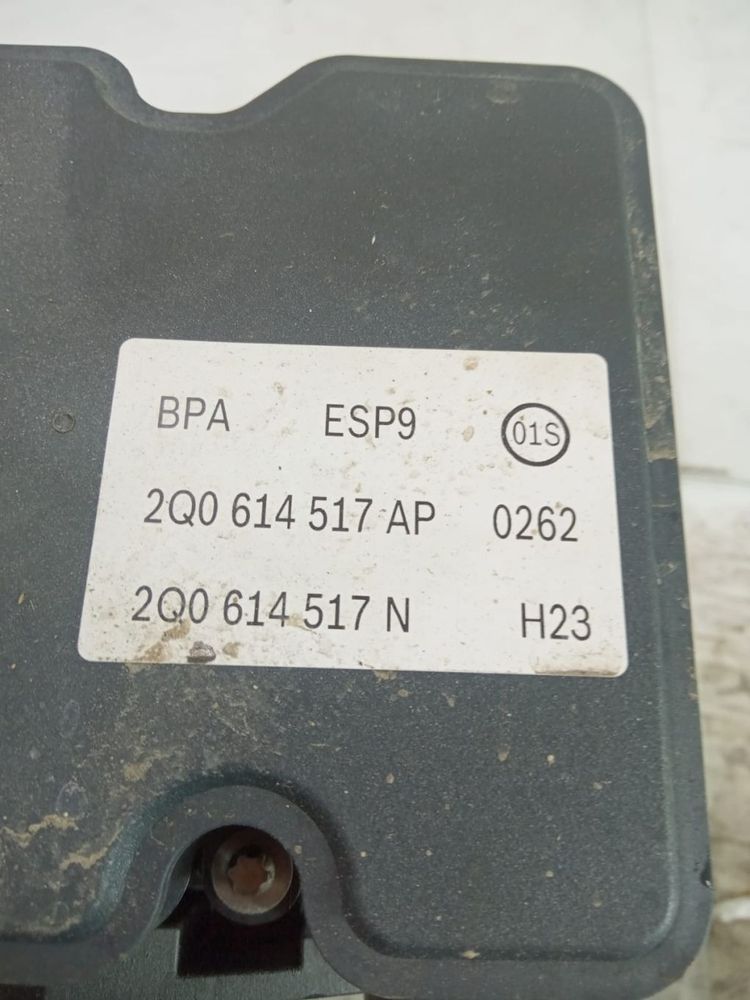 BPA ESP9 01S
2Q0 614 517 AP 0262
2Q0 614 517 N H23